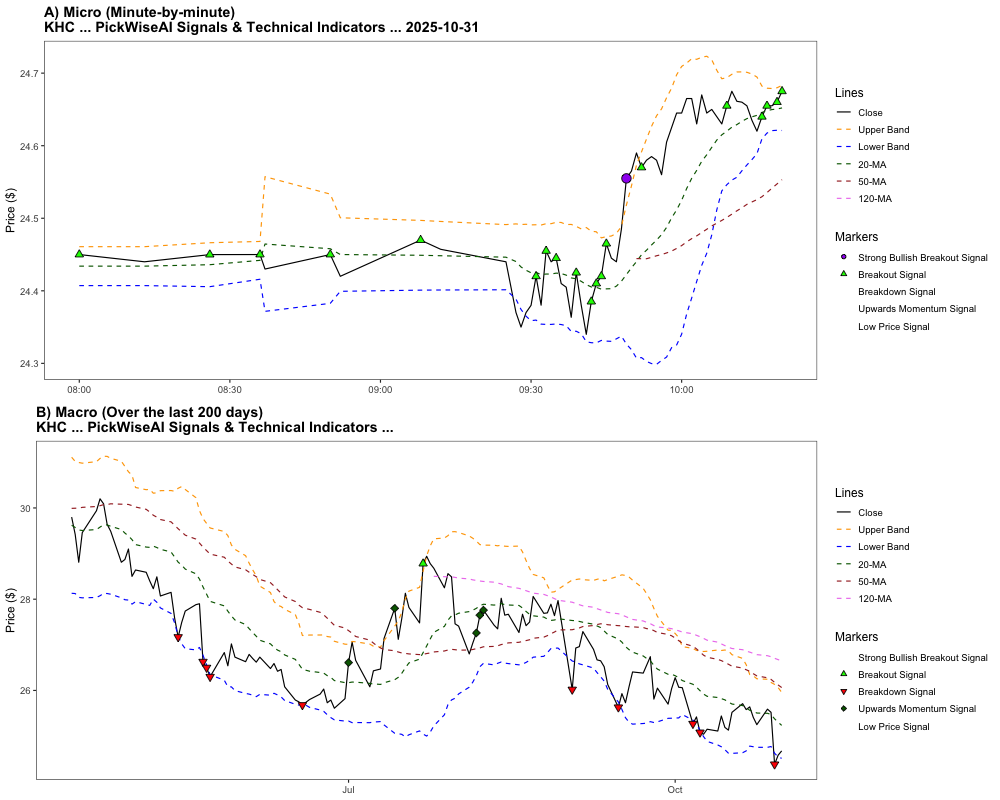 A) Micro (Minute-by-minute)
KHC ... PickWiseAI Signals & Technical Indicators ... 2025-10-31
Price ($)
24.7
24.6
24.5
24.4
24.3
08:00
08:30
09:00
09:30
10:00
Lines
Close
Upper Band
Lower Band
20-MA
50-MA
120-MA
Markers
Strong Bullish Breakout Signal
Breakout Signal
Breakdown Signal
Upwards Momentum Signal
Low Price Signal
B) Macro (Over the last 200 days)
KHC ... PickWiseAI Signals & Technical Indicators ...
Price ($)
30
28
26
Jul
Oct
Lines
Close
Upper Band
Lower Band
20-MA
50-MA
120-MA
Markers
Strong Bullish Breakout Signal
Breakout Signal
Breakdown Signal
Upwards Momentum Signal
Low Price Signal